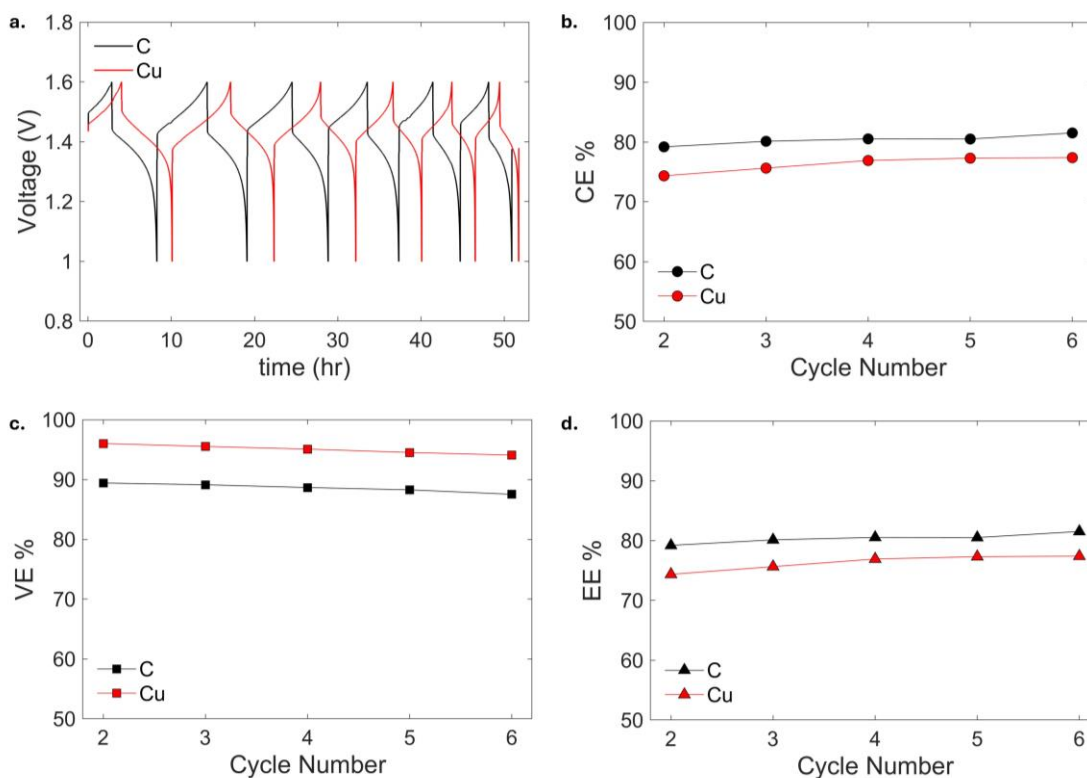 a.
1.8
1.6
1.4
1.2
1
0.8
Voltage (V)
C
Cu
0 10 20 30 40 50
time (hr)
b.
100
90
80
70
60
50
CE %
C
Cu
2 3 4 5 6
Cycle Number
c.
100
90
80
70
60
50
VE %
C
Cu
2 3 4 5 6
Cycle Number
d.
100
90
80
70
60
50
EE %
C
Cu
2 3 4 5 6
Cycle Number